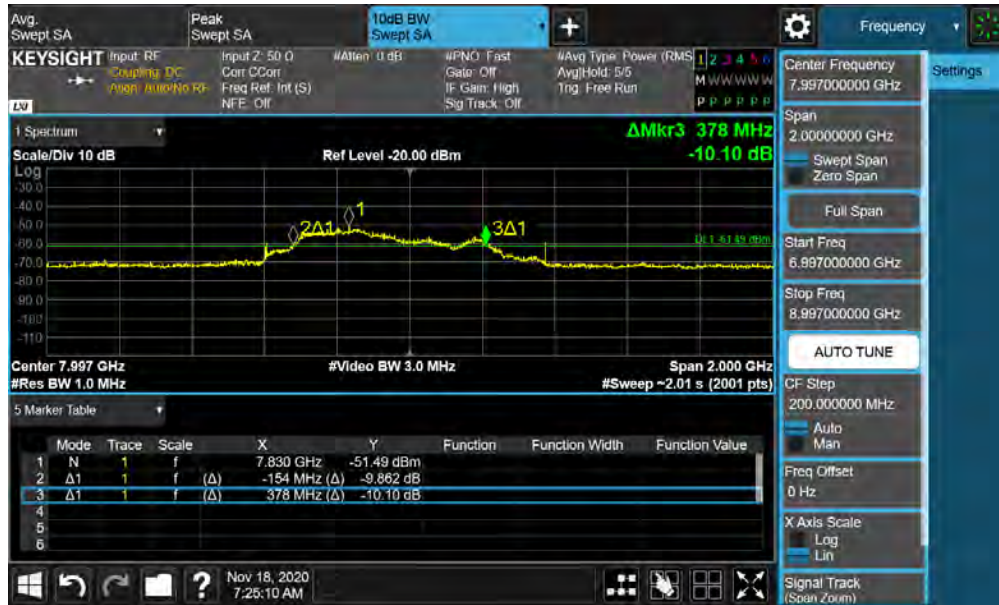 Avg. Peak 10dB BW
Swept SA Swept SA Swept SA + Frequency
KEYSIGHT Input: RF Input Z: 50 Ω #Atten: 0 dB #PNO: Fast #Avg Type: Power (RMS 1 2 3 4 5 6
Coupling: DC Corr CCorr Gate: Off Avg|Hold: 5/5 M W W W W W
Align: Auto/No RF Freq Ref: Int (S) IF Gain: High Trig: Free Run
LXI NFE: Off Sig Track: Off P P P P P P
Center Frequency
7.997000000 GHz
Settings
Span
2.00000000 GHz
Swept Span
Zero Span
Full Span
Start Freq
6.997000000 GHz
Stop Freq
8.997000000 GHz
AUTO TUNE
CF Step
200.000000 MHz
Auto
Man
Freq Offset
0 Hz
X Axis Scale
Log
Lin
Signal Track
(Span Zoom)
1 Spectrum ΔMkr3 378 MHz
Scale/Div 10 dB Ref Level -20.00 dBm -10.10 dB
Log
-30.0
-40.0
-50.0
-60.0
-70.0
-80.0
-90.0
-100
-110
1
2Δ1
3Δ1
DL1 -61.49 dBm
Center 7.997 GHz #Video BW 3.0 MHz Span 2.000 GHz
#Res BW 1.0 MHz #Sweep ~2.01 s (2001 pts)
5 Marker Table
Mode Trace Scale X Y Function Function Width Function Value
1 N 1 f 7.830 GHz -51.49 dBm
2 Δ1 1 f (Δ) -154 MHz (Δ) -9.862 dB
3 Δ1 1 f (Δ) 378 MHz (Δ) -10.10 dB
4
5
6
? Nov 18, 2020
7:25:10 AM